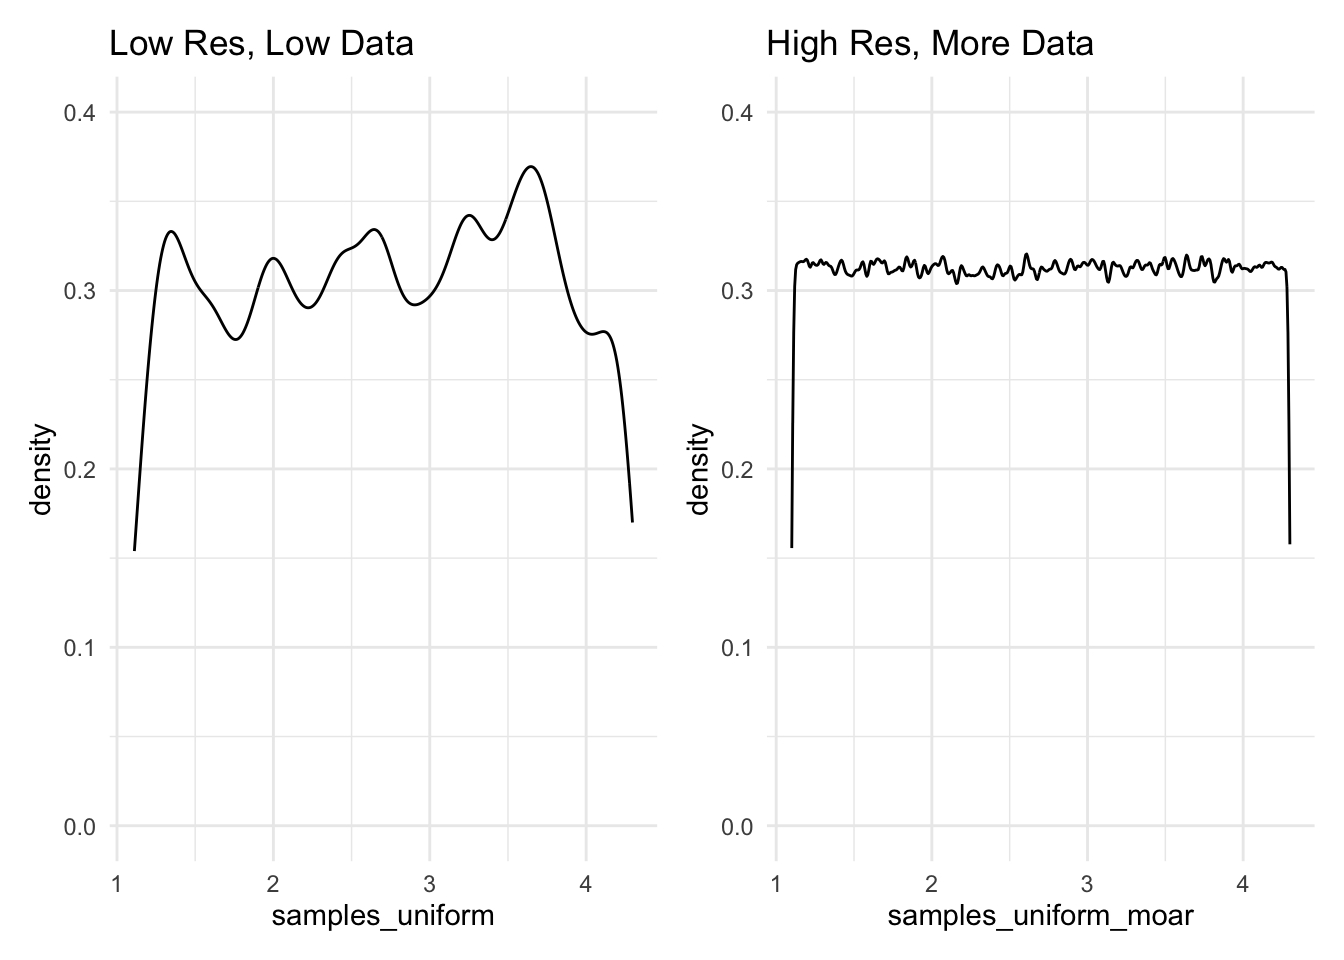 Low Res, Low Data
0.4
0.3
0.2
0.1
0.0
density
1 2 3 4
samples_uniform
High Res, More Data
0.4
0.3
0.2
0.1
0.0
density
1 2 3 4
samples_uniform_moar